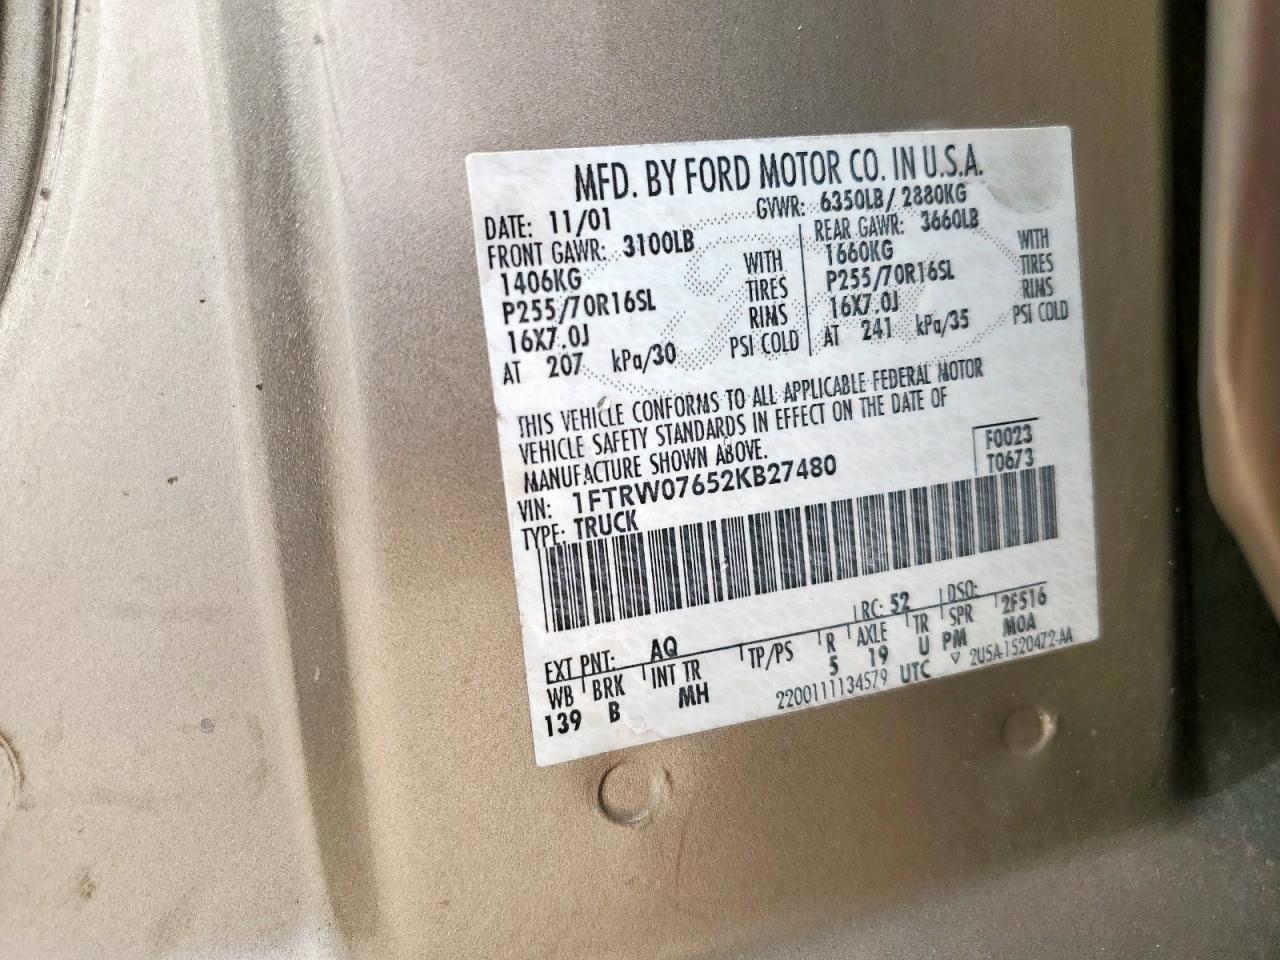 MFD. BY FORD MOTOR CO. IN U.S.A.
DATE: 11/01 GVWR: 6350LB/ 2880KG
FRONT GAWR: 3100LB REAR GAWR: 3660LB
1406KG WITH 1660KG WITH
P255/70R16SL TIRES P255/70R16SL TIRES
16X7.0J RIMS 16X7.0J RIMS
AT 207 kPa/30 PSI COLD AT 241 kPa/35 PSI COLD
THIS VEHICLE CONFORMS TO ALL APPLICABLE FEDERAL MOTOR
VEHICLE SAFETY STANDARDS IN EFFECT ON THE DATE OF
MANUFACTURE SHOWN ABOVE.
F0023
VIN: 1FTRW07652KB27480 T0673
TYPE: TRUCK
EXT PNT: AQ RC: 52 DSO: 2F516
WB BRK INT TR TP/PS R AXLE TR SPR MOA
139 B MH 5 19 U PM
2200111134579 UTC ▽ 2U5A-1520472-AA